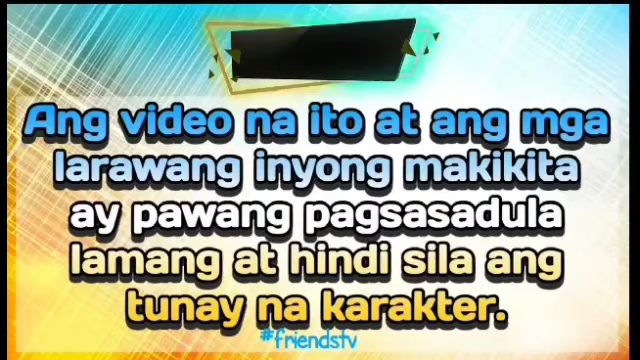 Ang video na ito at ang mga
larawang inyong makikita
ay pawang pagsasadula
lamang at hindi sila ang
tunay na karakter.
#friendstv